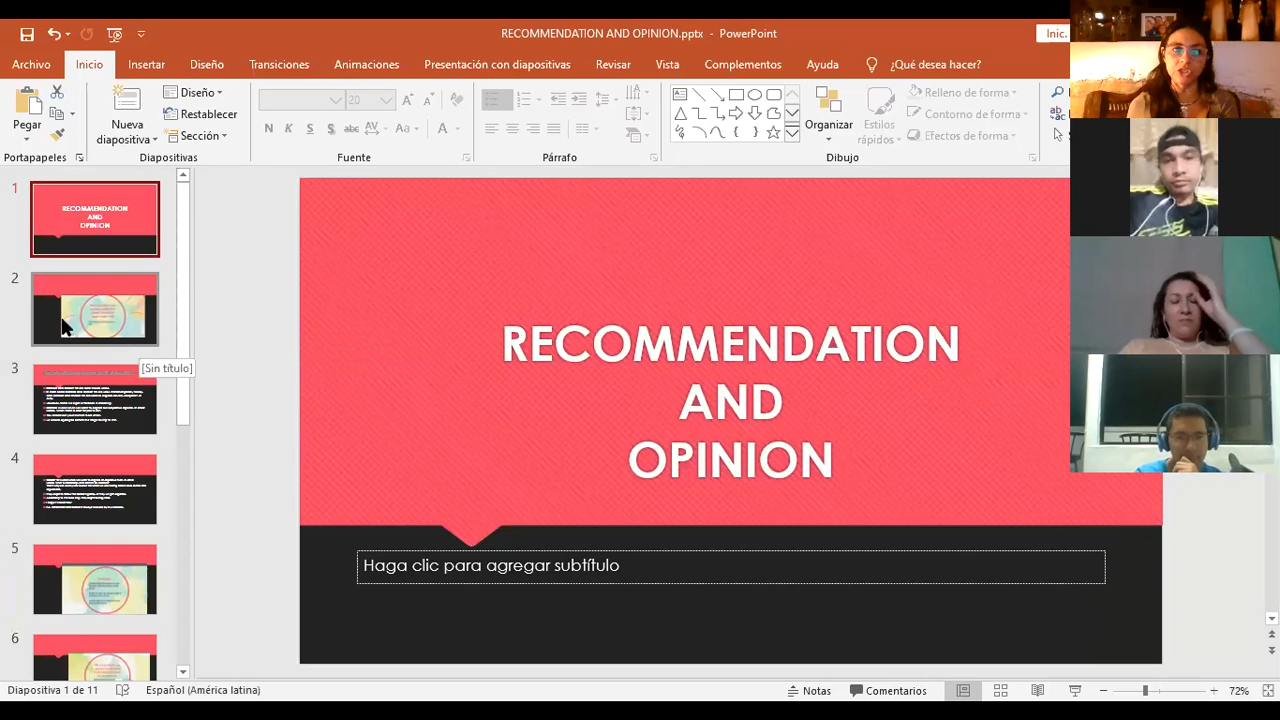 RECOMMENDATION AND OPINION.pptx - PowerPoint
Inic.
Archivo Inicio Insertar Diseño Transiciones Animaciones Presentación con diapositivas Revisar Vista Complementos Ayuda ¿Qué desea hacer?
Pegar
Nueva diapositiva
Diseño
Restablecer
Sección
20
N K S S abc AV Aa A
Organizar
Estilos rápidos
Relleno de forma
Contorno de forma
Efectos de forma
Portapapeles Diapositivas Fuente Párrafo Dibujo
1
RECOMMENDATION
AND
OPINION
2
[Sin título]
3
4
5
6
RECOMMENDATION
AND
OPINION
Haga clic para agregar subtítulo
Diapositiva 1 de 11 Español (América latina) Notas Comentarios 72%